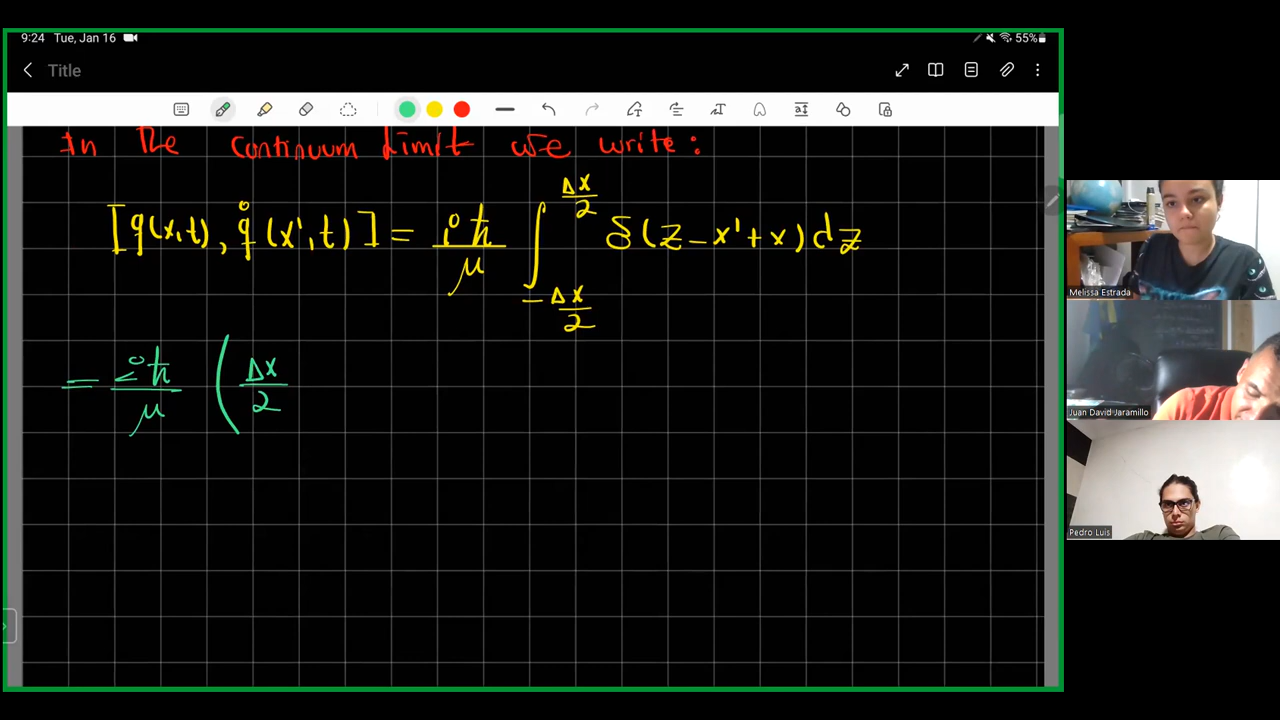 9:24 Tue, Jan 16 55%
Title
In The continuum Limit we write:
[q(x,t), q̇(x',t)] = iħ/μ ∫_{-Δx/2}^{Δx/2} δ(z-x'+x)dz
= iħ/μ (Δx/2
Melissa Estrada
Juan David Jaramillo
Pedro Luis